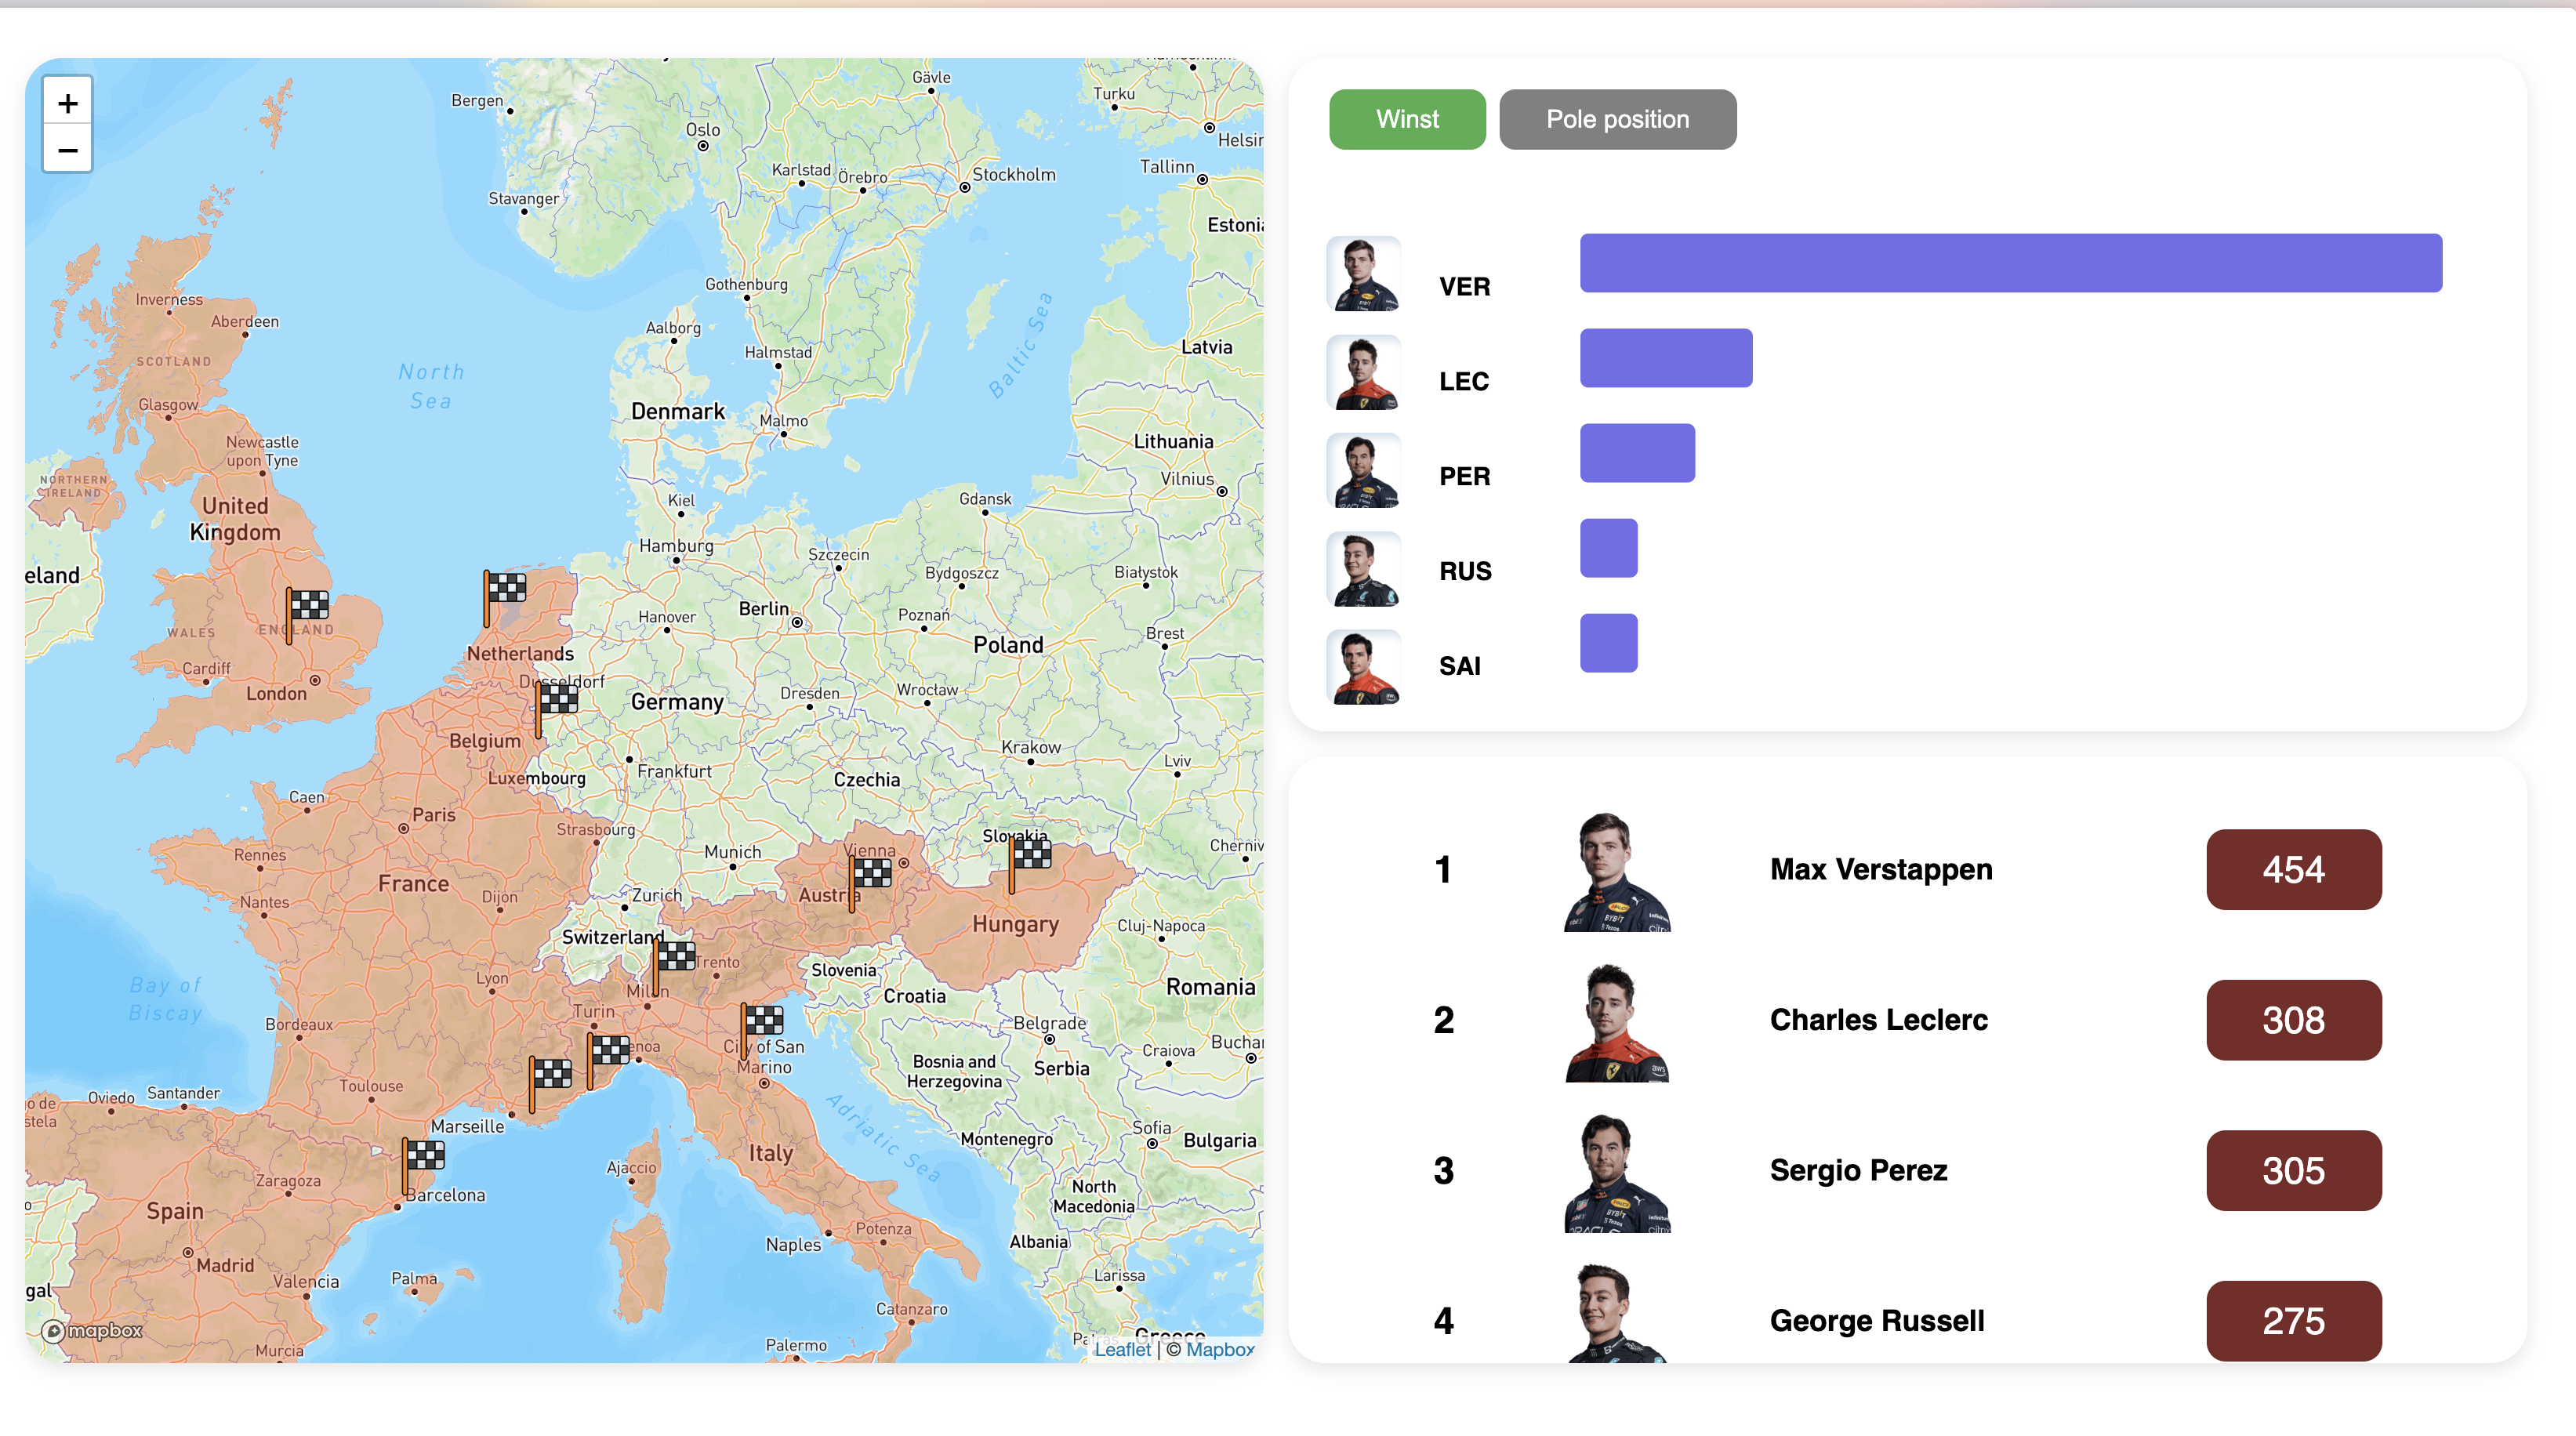 +
−
Bergen
Oslo
Gävle
Turku
Karlstad
Örebro
Stockholm
Tallinn
Stavanger
Estonia
Gothenburg
Inverness
Aberdeen
Aalborg
Halmstad
Baltic Sea
Latvia
SCOTLAND
North
Sea
Glasgow
Denmark
Malmo
Newcastle
upon Tyne
Lithuania
NORTHERN
IRELAND
Vilnius
United
Kingdom
Kiel
Gdansk
Hamburg
Szczecin
eland
Bydgoszcz
Białystok
Hanover
Berlin
Poznań
WALES
ENGLAND
Brest
Poland
Netherlands
Cardiff
London
Dusseldorf
Germany
Dresden
Wrocław
Belgium
Krakow
Lviv
Luxembourg
Frankfurt
Czechia
Caen
Paris
Strasbourg
Slovakia
Rennes
Munich
Vienna
Cherniv
France
Nantes
Dijon
Zurich
Austria
Hungary
Cluj-Napoca
Switzerland
Trento
Slovenia
Bay of
Biscay
Lyon
Milan
Croatia
Romania
Turin
Bordeaux
Belgrade
Bucha
enoa
City of San
Marino
Craiova
Bosnia and
Herzegovina
Serbia
Toulouse
Oviedo
Santander
o de
stela
Marseille
Adriatic Sea
Sofia
Montenegro
Bulgaria
Italy
Ajaccio
Zaragoza
Barcelona
North
Macedonia
Spain
Potenza
Naples
Albania
Madrid
Valencia
Palma
Larissa
gal
Catanzaro
mapbox
Murcia
Palermo
Greece
Leaflet | © Mapbox
Winst
Pole position
VER
LEC
PER
RUS
SAI
1
Max Verstappen
454
2
Charles Leclerc
308
3
Sergio Perez
305
4
George Russell
275